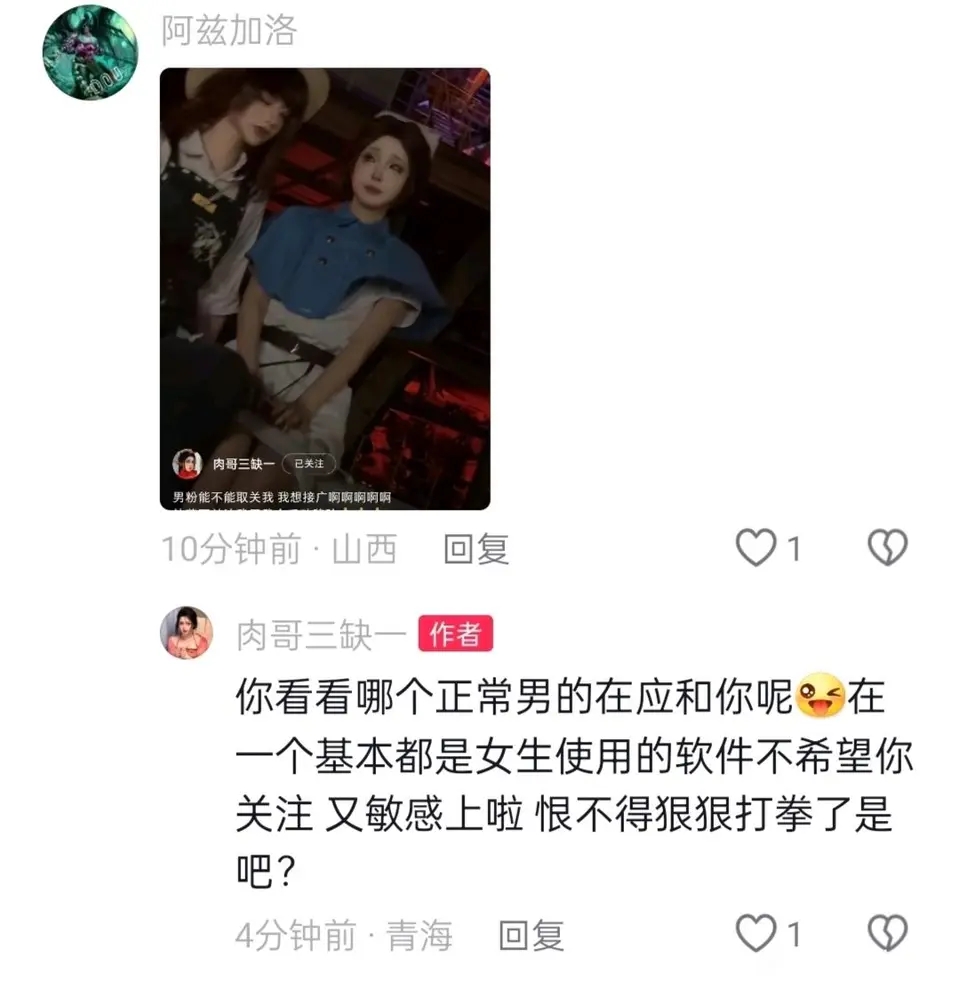 阿兹加洛
肉哥三缺一 已关注
男粉能不能取关我 我想接广啊啊啊啊啊
10分钟前 · 山西 回复 1
肉哥三缺一 作者
你看看哪个正常男的在应和你呢😜在
一个基本都是女生使用的软件不希望你
关注 又敏感上啦 恨不得狠狠打拳了是
吧？
4分钟前 · 青海 回复 1